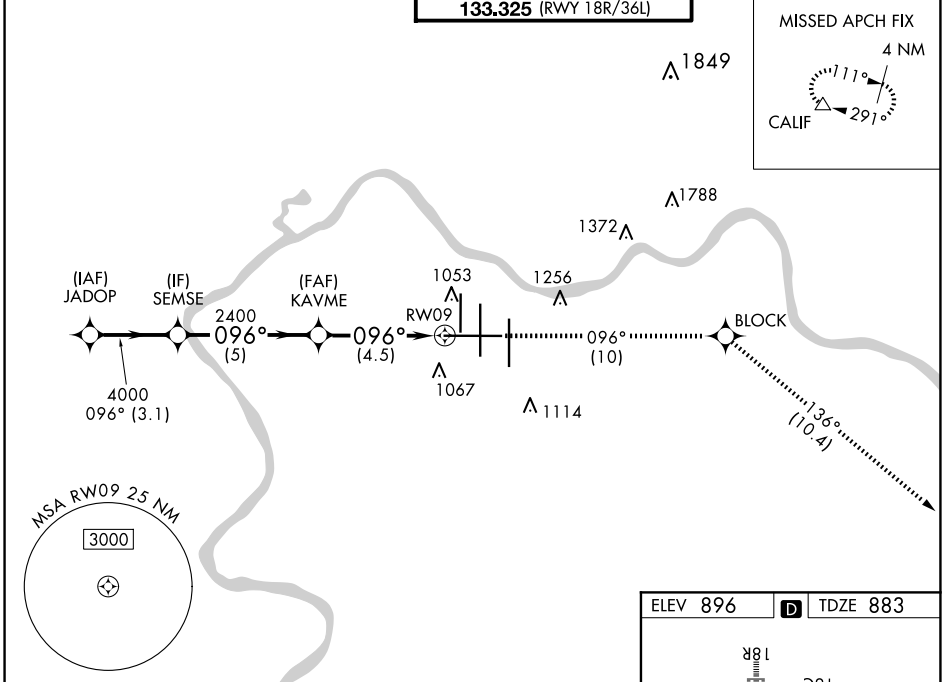 133.325 (RWY 18R/36L)
MISSED APCH FIX
4 NM
111°
291°
CALIF
1849
1788
1372
1256
1053
(IAF)
JADOP
(IF)
SEMSE
(FAF)
KAVME
RW09
BLOCK
2400
096°
(5)
096°
(4.5)
096°
(10)
4000
096° (3.1)
1067
1114
136°
(10.4)
MSA RW09 25 NM
3000
ELEV 896
D
TDZE 883
18R